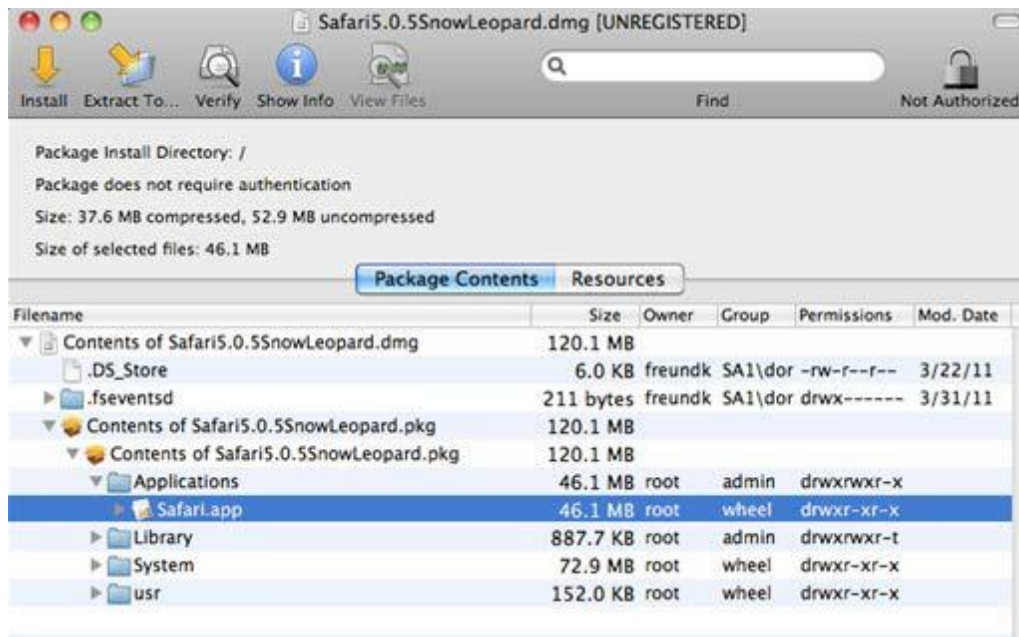 Safari5.0.5SnowLeopard.dmg [UNREGISTERED]
Install Extract To... Verify Show Info View Files Find Not Authorized
Package Install Directory: /
Package does not require authentication
Size: 37.6 MB compressed, 52.9 MB uncompressed
Size of selected files: 46.1 MB
Package Contents Resources
Filename Size Owner Group Permissions Mod. Date
Contents of Safari5.0.5SnowLeopard.dmg 120.1 MB
.DS_Store 6.0 KB freundk SA1\dor -rw-r--r-- 3/22/11
.fseventsd 211 bytes freundk SA1\dor drwx------ 3/31/11
Contents of Safari5.0.5SnowLeopard.pkg 120.1 MB
Contents of Safari5.0.5SnowLeopard.pkg 120.1 MB
Applications 46.1 MB root admin drwxrwxr-x
Safari.app 46.1 MB root wheel drwxr-xr-x
Library 887.7 KB root admin drwxrwxr-t
System 72.9 MB root wheel drwxr-xr-x
usr 152.0 KB root wheel drwxr-xr-x